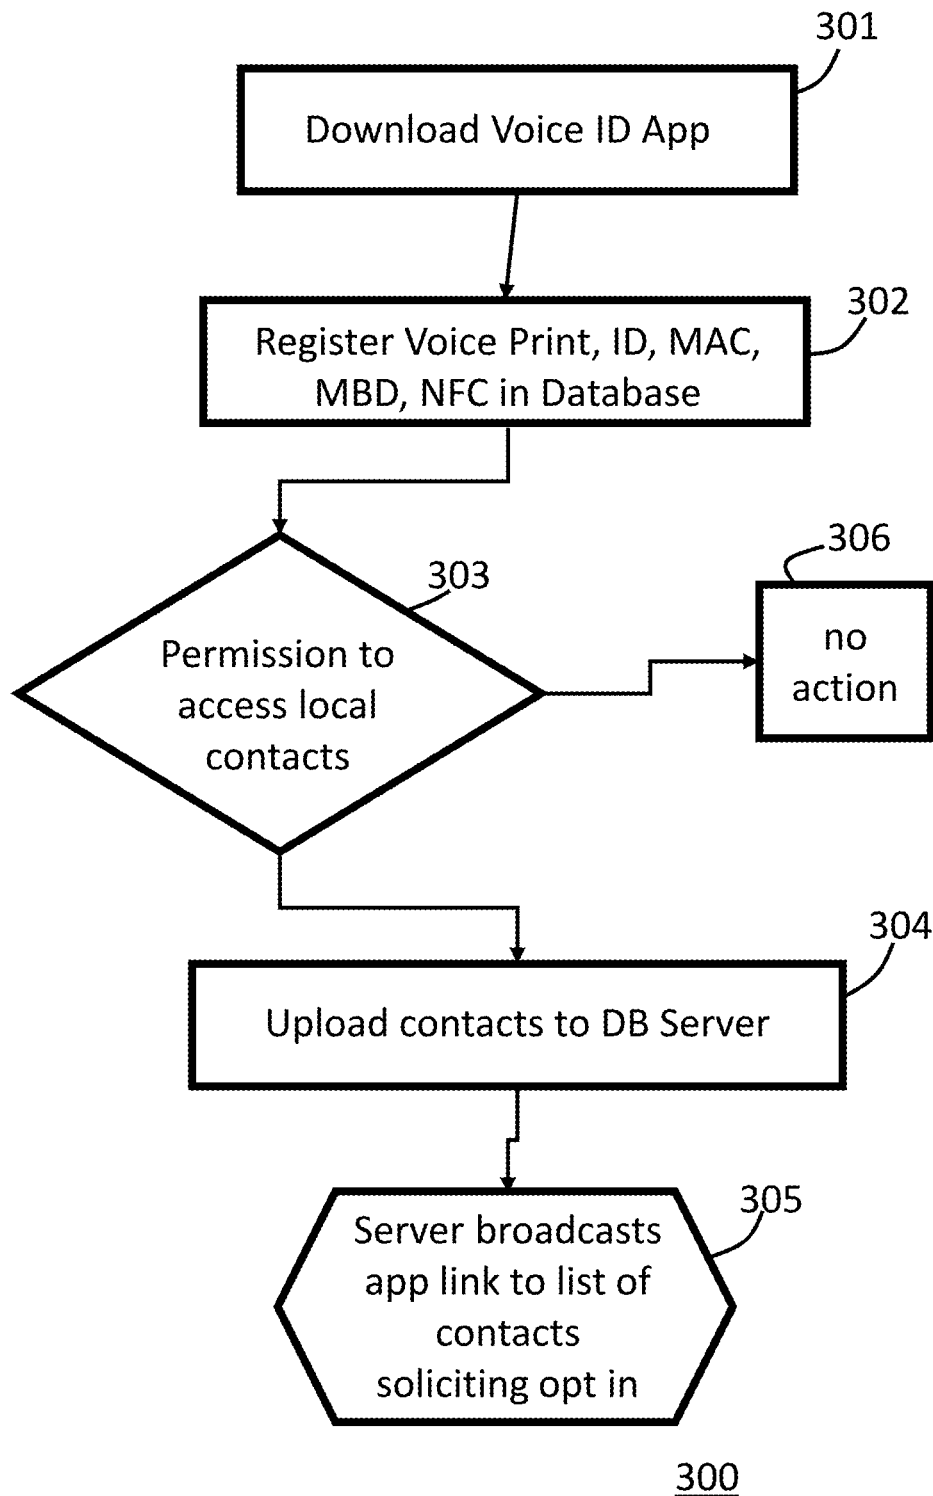 301
Download Voice ID App
302
Register Voice Print, ID, MAC,
MBD, NFC in Database
303
Permission to
access local
contacts
306
no
action
304
Upload contacts to DB Server
305
Server broadcasts
app link to list of
contacts
soliciting opt in
300